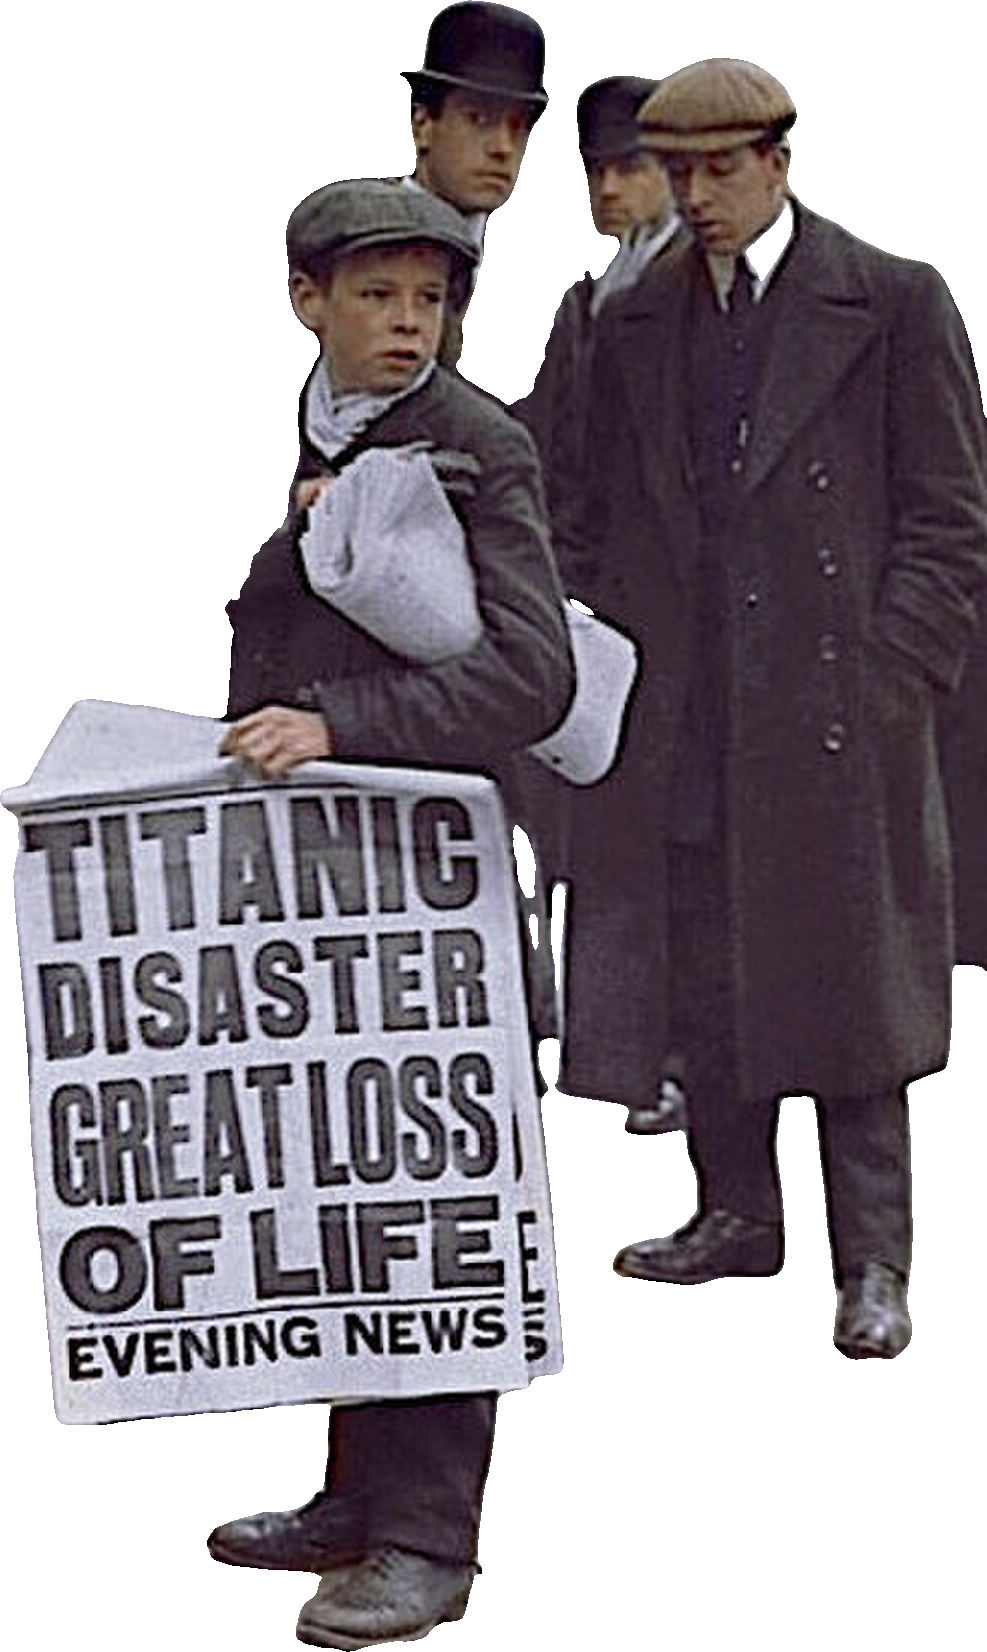 TITANIC
DISASTER
GREAT LOSS
OF LIFE
EVENING NEWS
E
S